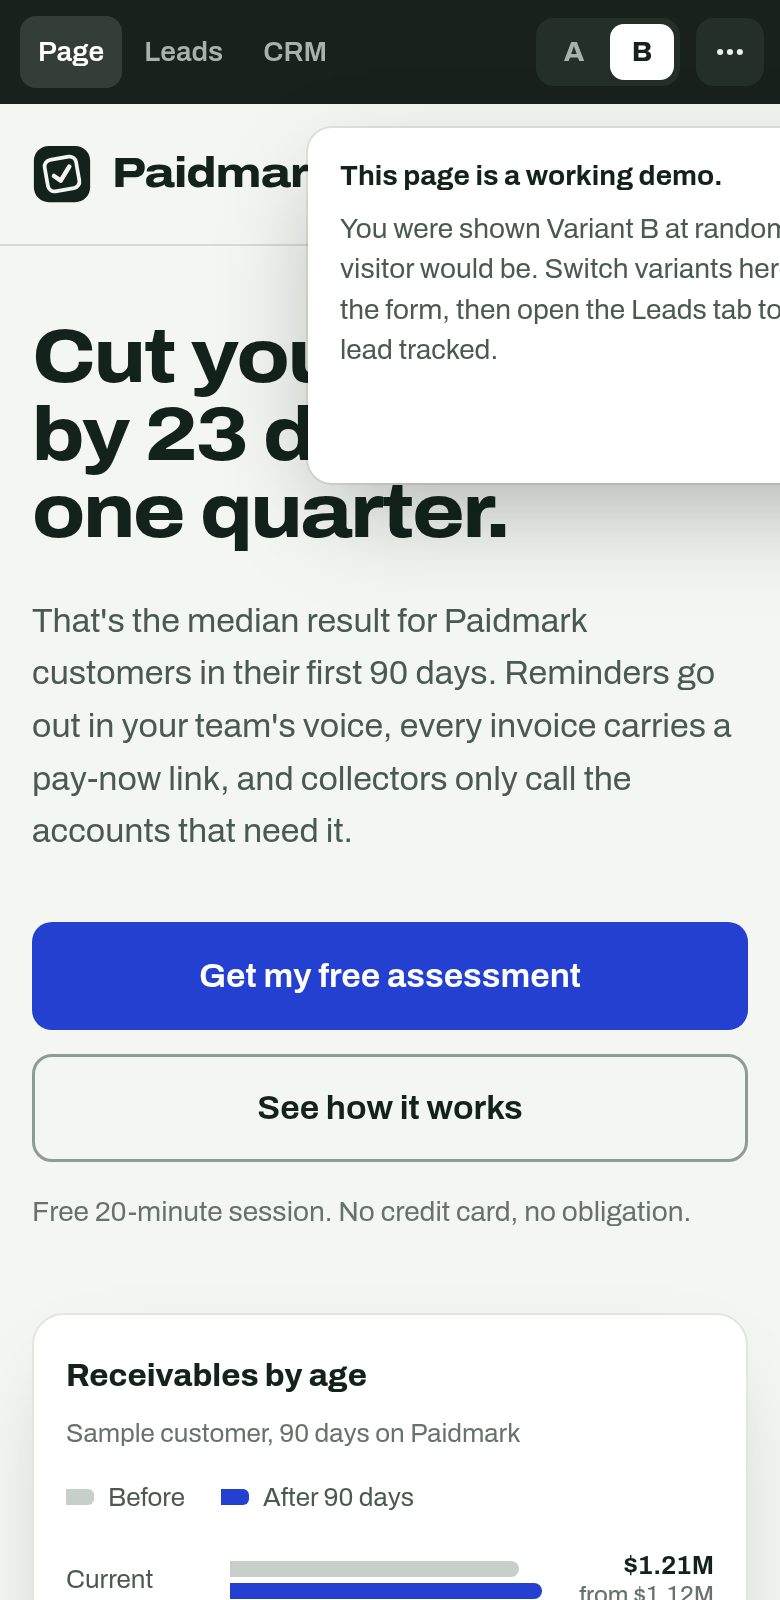 Page Leads CRM A B
Paidmar
This page is a working demo.
You were shown Variant B at random
visitor would be. Switch variants her
the form, then open the Leads tab to
lead tracked.
Cut you
by 23 d
one quarter.
That's the median result for Paidmark
customers in their first 90 days. Reminders go
out in your team's voice, every invoice carries a
pay-now link, and collectors only call the
accounts that need it.
Get my free assessment
See how it works
Free 20-minute session. No credit card, no obligation.
Receivables by age
Sample customer, 90 days on Paidmark
Before After 90 days
Current $1.21M
from $1.12M